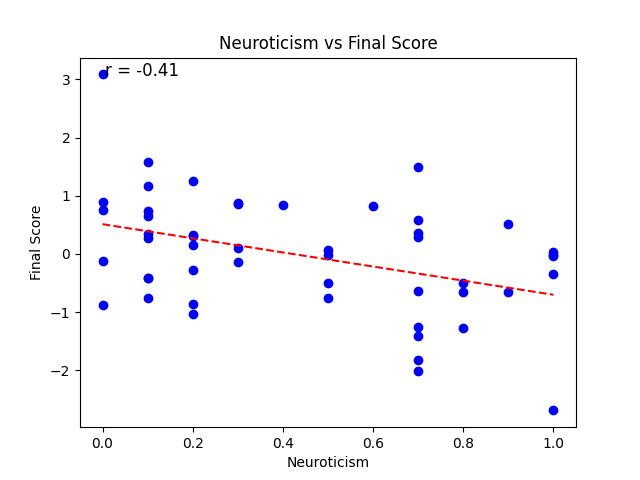 Neuroticism vs Final Score
r = -0.41
3
2
1
0
−1
−2
Final Score
0.0 0.2 0.4 0.6 0.8 1.0
Neuroticism